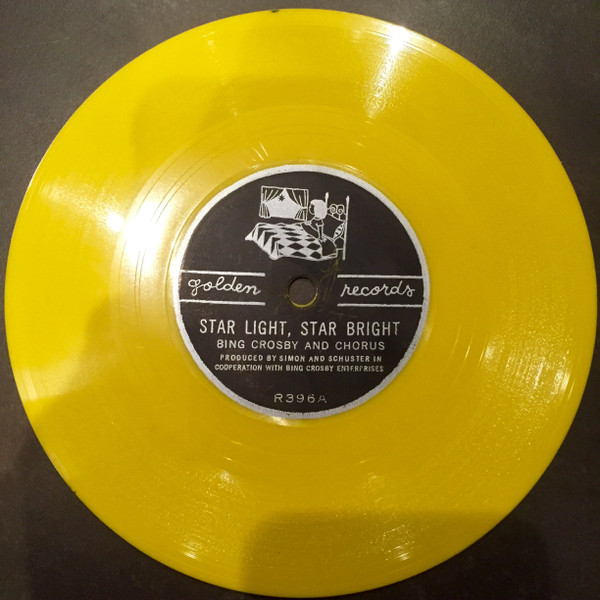 golden records
STAR LIGHT, STAR BRIGHT
BING CROSBY AND CHORUS
PRODUCED BY SIMON AND SCHUSTER IN
COOPERATION WITH BING CROSBY ENTERPRISES
R396A